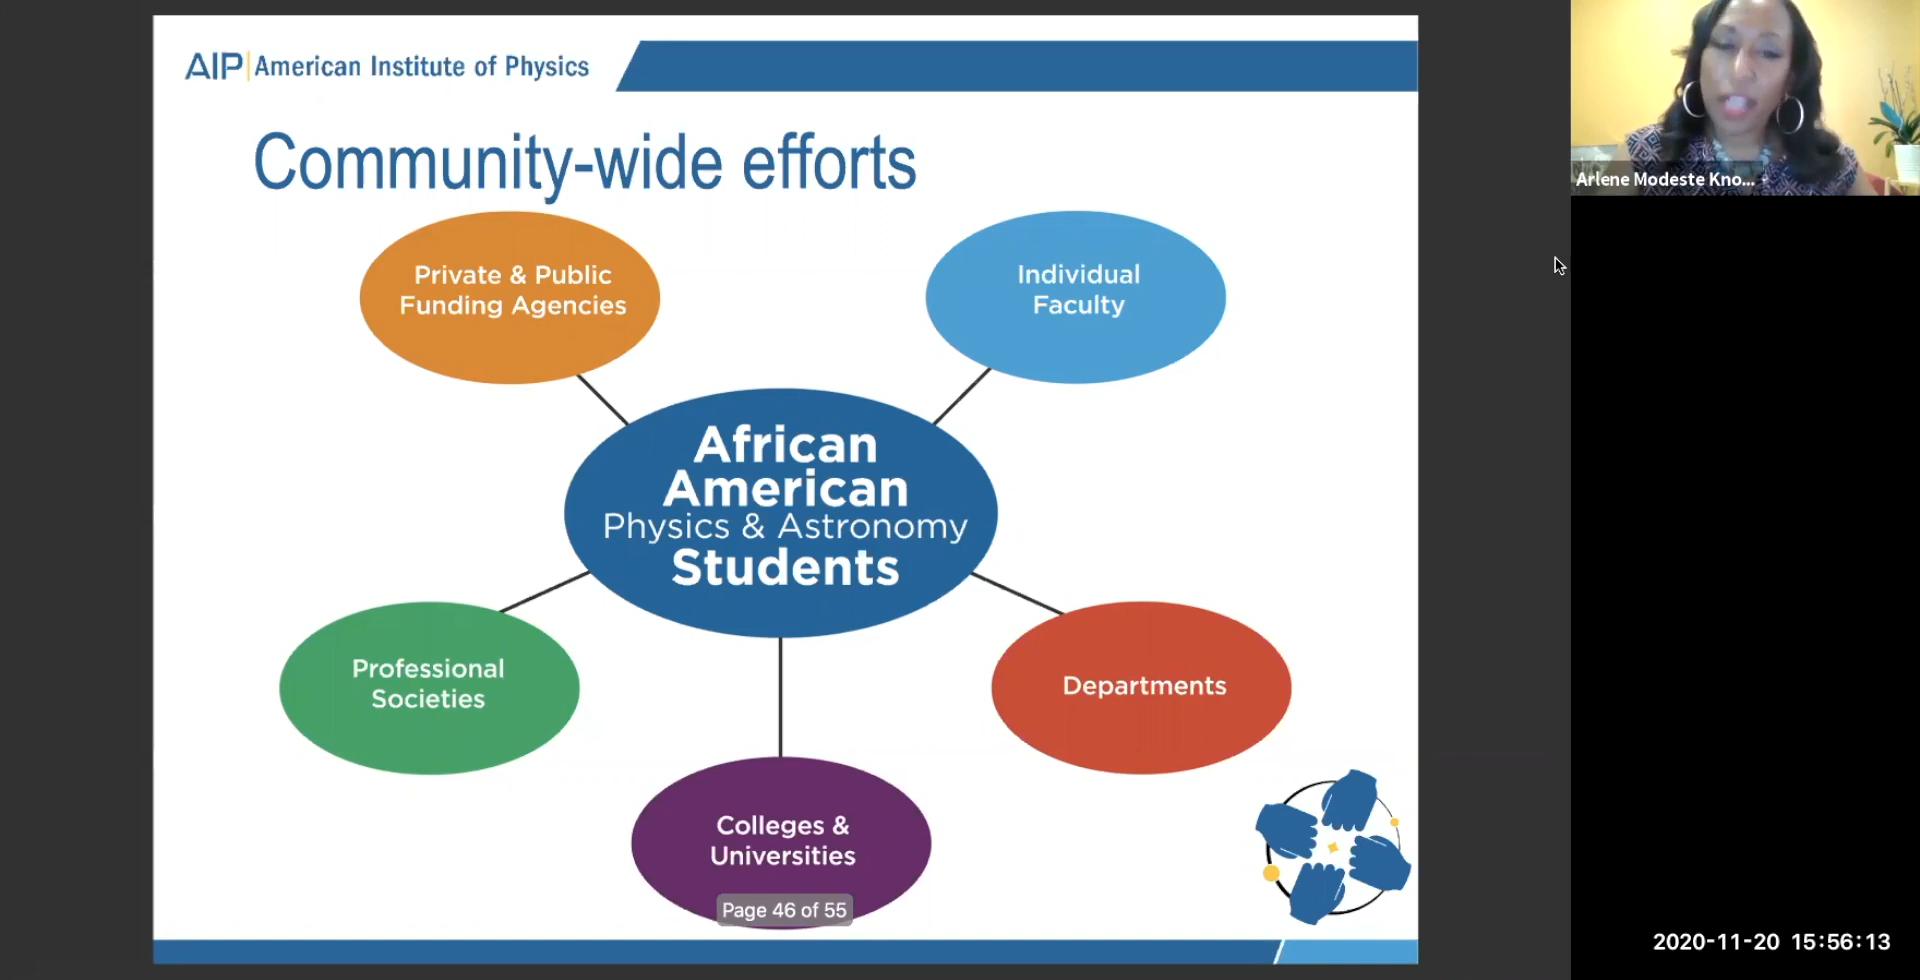 AIP American Institute of Physics
Community-wide efforts
Private & Public
Funding Agencies
Individual
Faculty
African
American
Physics & Astronomy
Students
Professional
Societies
Departments
Colleges &
Universities
Page 46 of 55
Arlene Modeste Kno...
2020-11-20 15:56:13